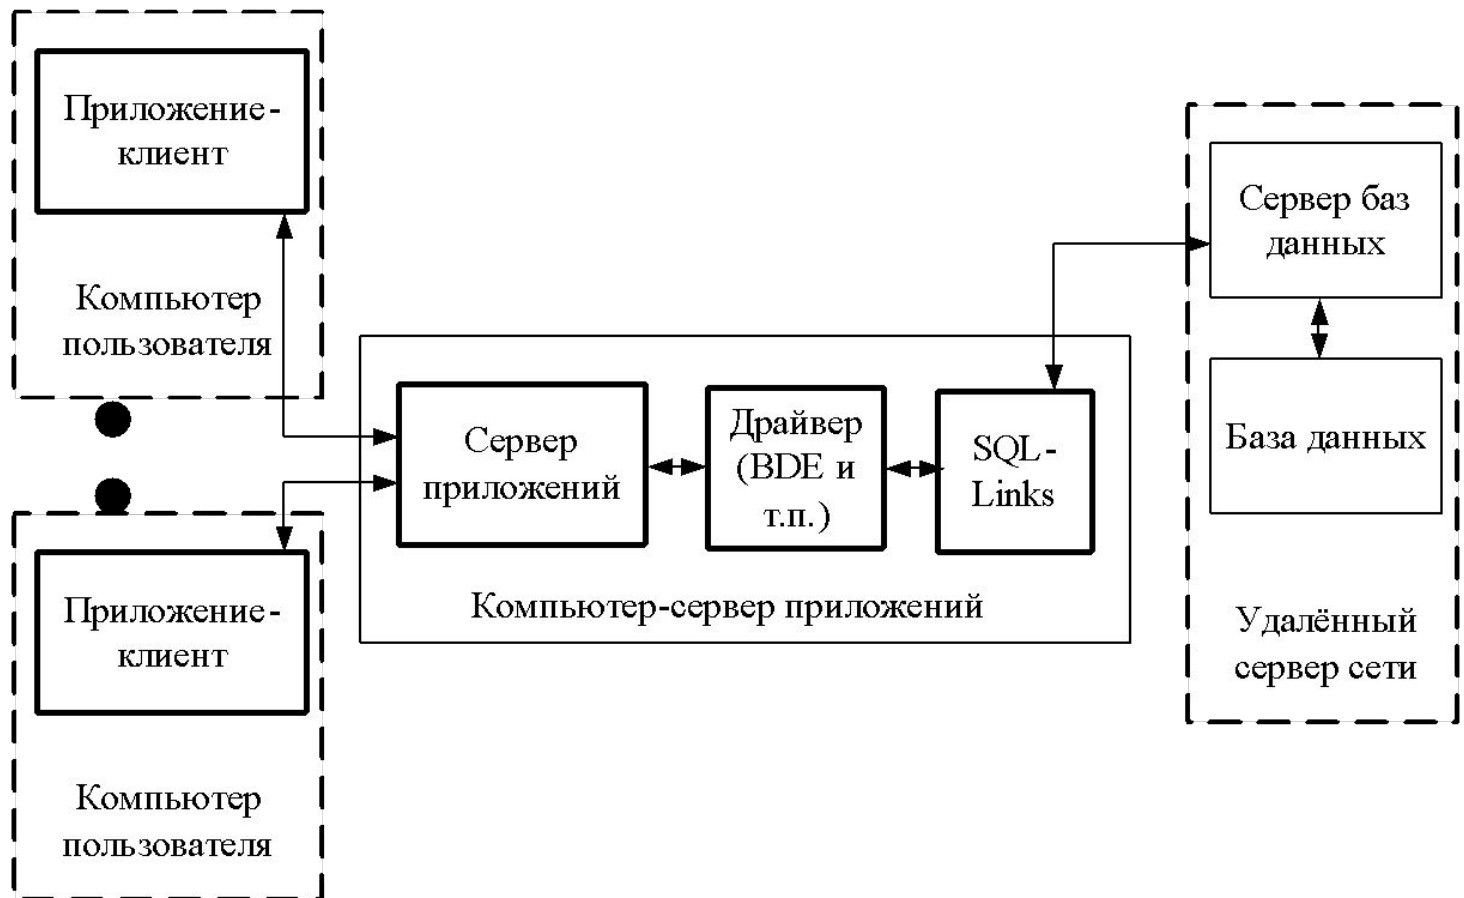 Приложение-
клиент
Компьютер
пользователя
Приложение-
клиент
Компьютер
пользователя
Сервер
приложений
Драйвер
(BDE и
т.п.)
SQL-
Links
Компьютер-сервер приложений
Сервер баз
данных
База данных
Удалённый
сервер сети